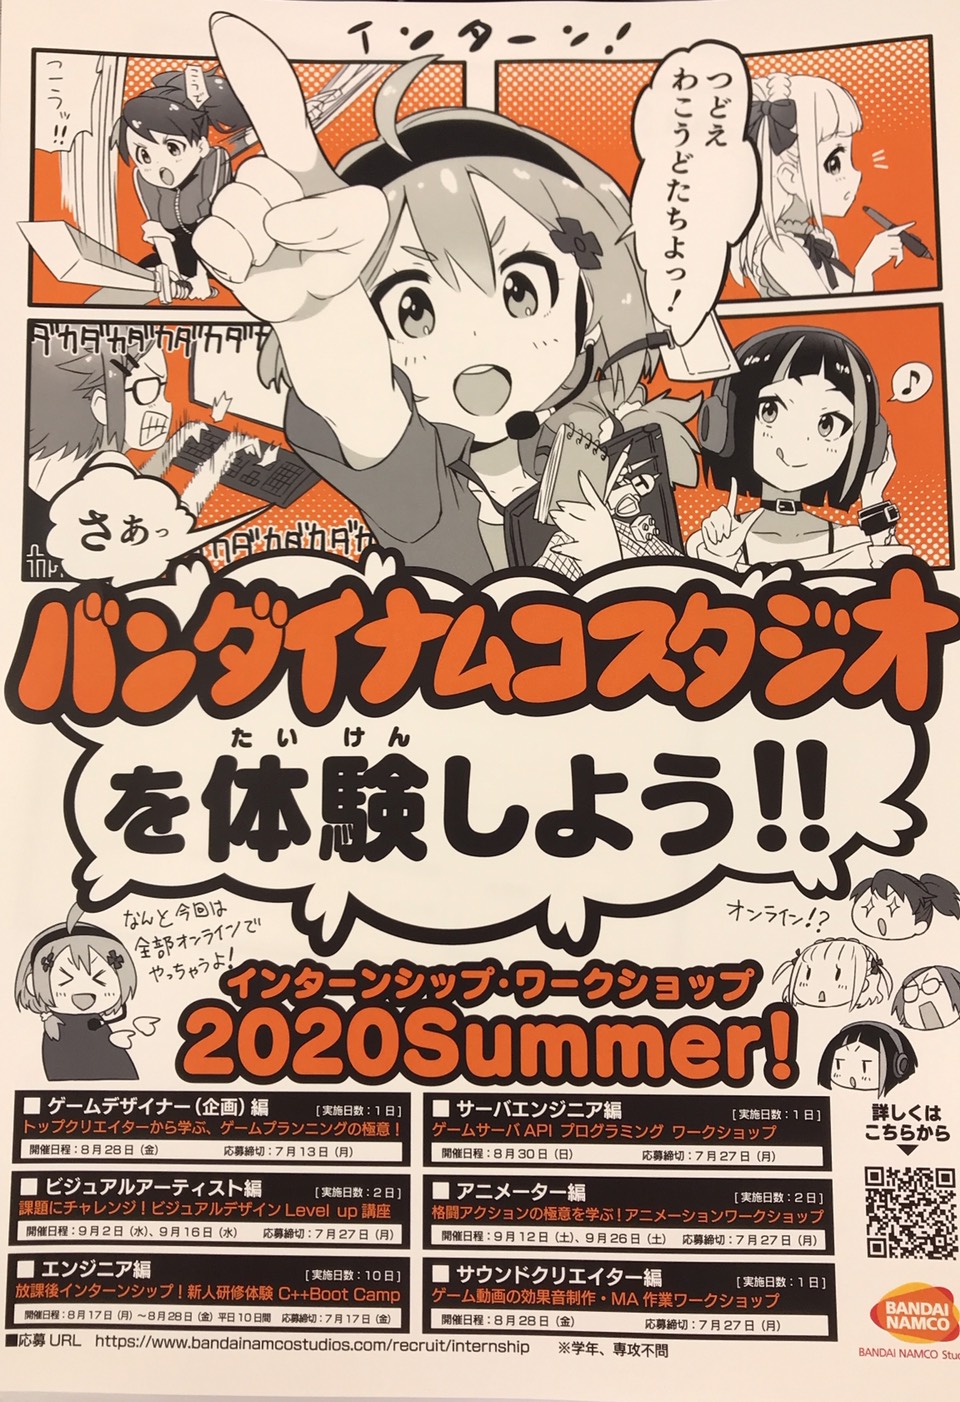 インターン!
こーう!!
つどえ
わこうどたちよっ!
ダカダカダカダカダカダ
さぁっ
カダカダカダカダ
バンダイナムコスタジオ
たいけん
を体験しよう!!
なんと今回は
全部オンラインで
やっちゃうよ!
オンライン!?
インターンシップ・ワークショップ
2020Summer!
■ ゲームデザイナー(企画)編 [実施日数:1日]
トップクリエイターから学ぶ、ゲームプランニングの極意!
開催日程:8月28日(金) 応募締切:7月13日(月)
■ ビジュアルアーティスト編 [実施日数:2日]
課題にチャレンジ!ビジュアルデザインLevel up講座
開催日程:9月2日(水)、9月16日(水) 応募締切:7月27日(月)
■ エンジニア編 [実施日数:10日]
放課後インターンシップ!新人研修体験 C++Boot Camp
開催日程:8月17日(月)〜8月28日(金) 平日10日間 応募締切:7月17日(金)
■ サーバエンジニア編 [実施日数:1日]
ゲームサーバAPI プログラミング ワークショップ
開催日程:8月30日(日) 応募締切:7月27日(月)
■ アニメーター編 [実施日数:2日]
格闘アクションの極意を学ぶ!アニメーションワークショップ
開催日程:9月12日(土)、9月26日(土) 応募締切:7月27日(月)
■ サウンドクリエイター編 [実施日数:1日]
ゲーム動画の効果音制作・MA作業ワークショップ
開催日程:8月28日(金) 応募締切:7月27日(月)
詳しくは
こちらから
BANDAI
NAMCO
BANDAI NAMCO Stud
■応募URL https://www.bandainamcostudios.com/recruit/internship ※学年、専攻不問